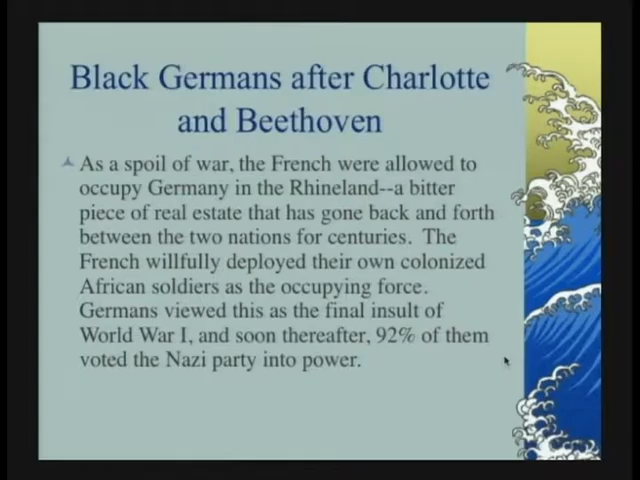 Black Germans after Charlotte
and Beethoven
As a spoil of war, the French were allowed to
occupy Germany in the Rhineland--a bitter
piece of real estate that has gone back and forth
between the two nations for centuries. The
French willfully deployed their own colonized
African soldiers as the occupying force.
Germans viewed this as the final insult of
World War I, and soon thereafter, 92% of them
voted the Nazi party into power.